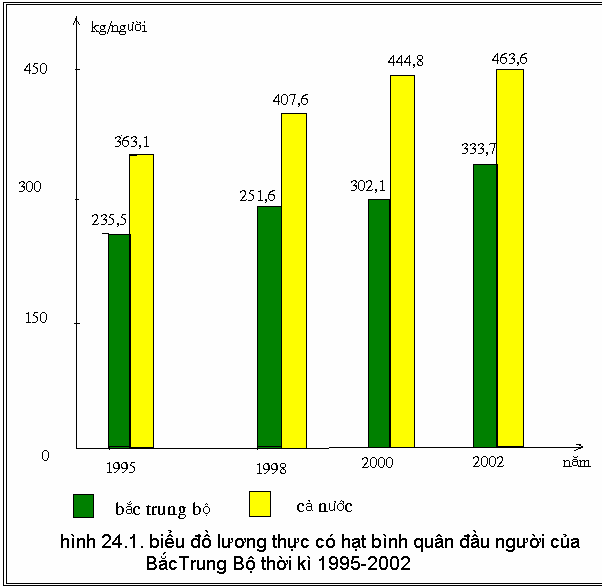 kg/người
450
444,8
463,6
407,6
363,1
333,7
300
251,6
302,1
235,5
150
0
1995
1998
2000
2002
năm
bắc trung bộ
cả nước
hình 24.1. biểu đồ lương thực có hạt bình quân đầu người của
BắcTrung Bộ thời kì 1995-2002